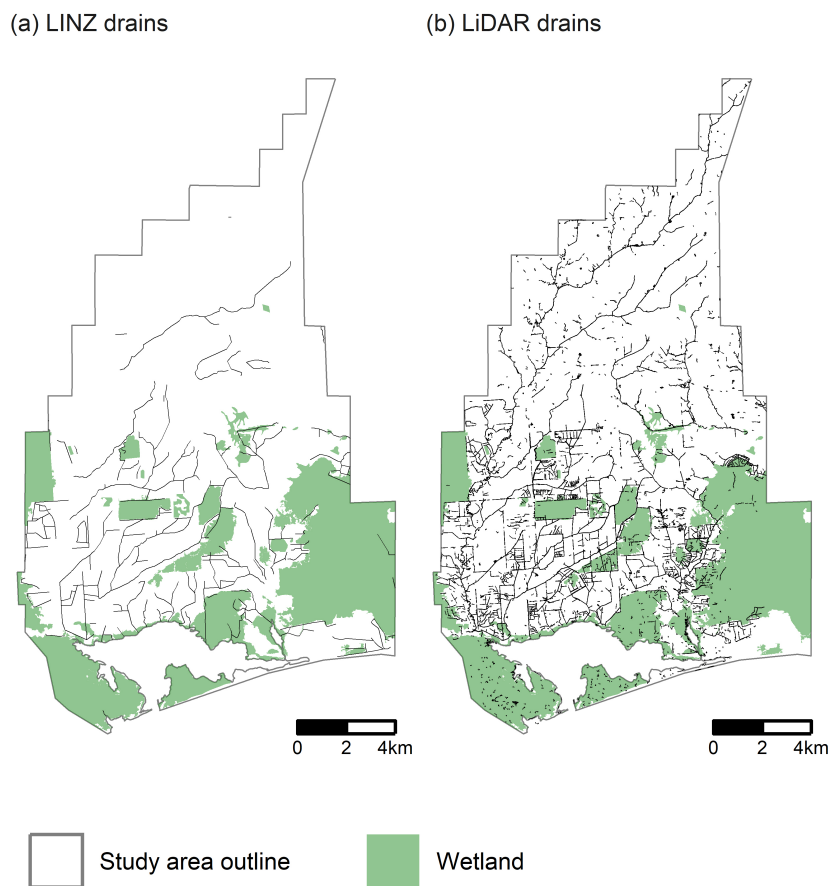 (a) LINZ drains
(b) LiDAR drains
0 2 4km
0 2 4km
Study area outline
Wetland